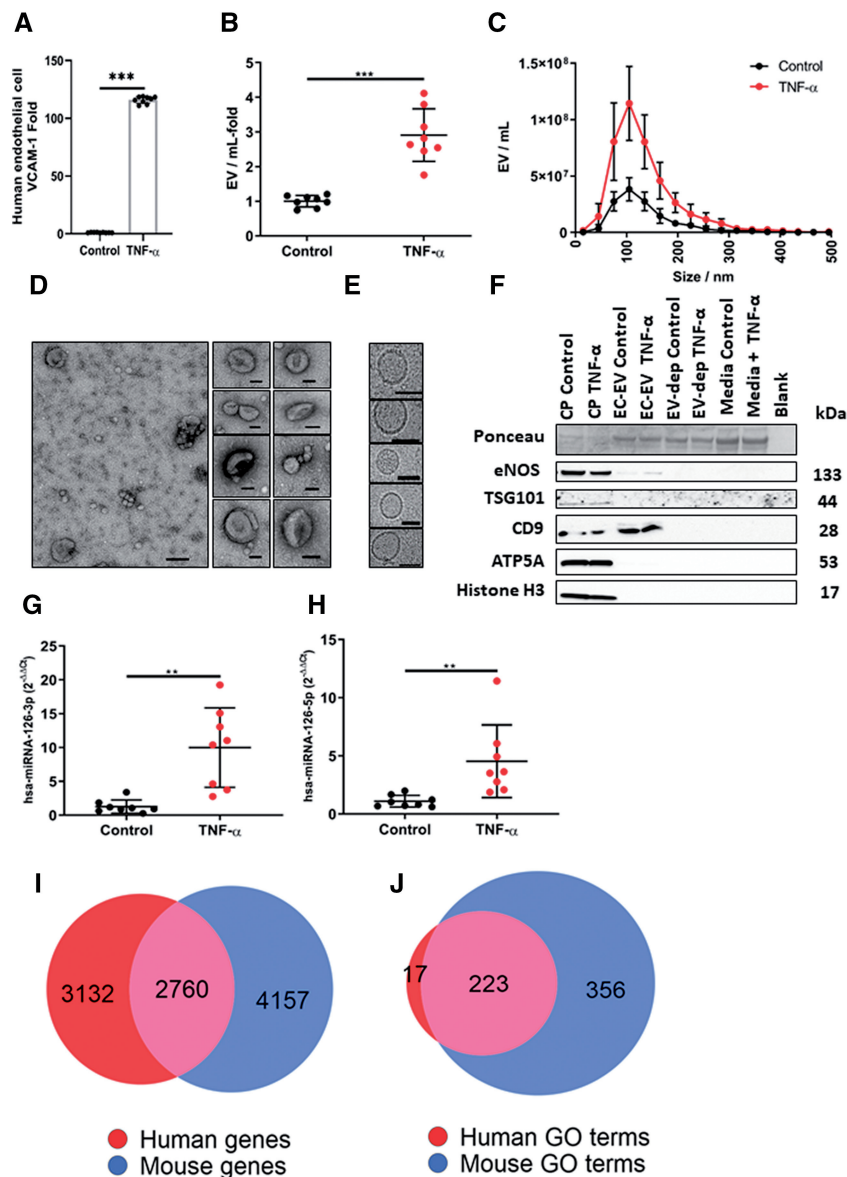 A
Human endothelial cell
VCAM-1 Fold
150
100
50
0
***
Control TNF-α
B
EV / mL-fold
5
4
3
2
1
0
***
Control TNF-α
C
EV / mL
1.5×10⁸
1×10⁸
5×10⁷
0
0 100 200 300 400 500
Size / nm
Control
TNF-α
D
E
F
CP Control
CP TNF-α
EC-EV Control
EC-EV TNF-α
EV-dep Control
EV-dep TNF-α
Media Control
Media + TNF-α
Blank
kDa
Ponceau
eNOS 133
TSG101 44
CD9 28
ATP5A 53
Histone H3 17
G
hsa-miRNA-126-3p (2^-ΔΔCt)
25
20
15
10
5
0
**
Control TNF-α
H
hsa-miRNA-126-5p (2^-ΔΔCt)
15
10
5
0
**
Control TNF-α
I
3132 2760 4157
Human genes
Mouse genes
J
17 223 356
Human GO terms
Mouse GO terms